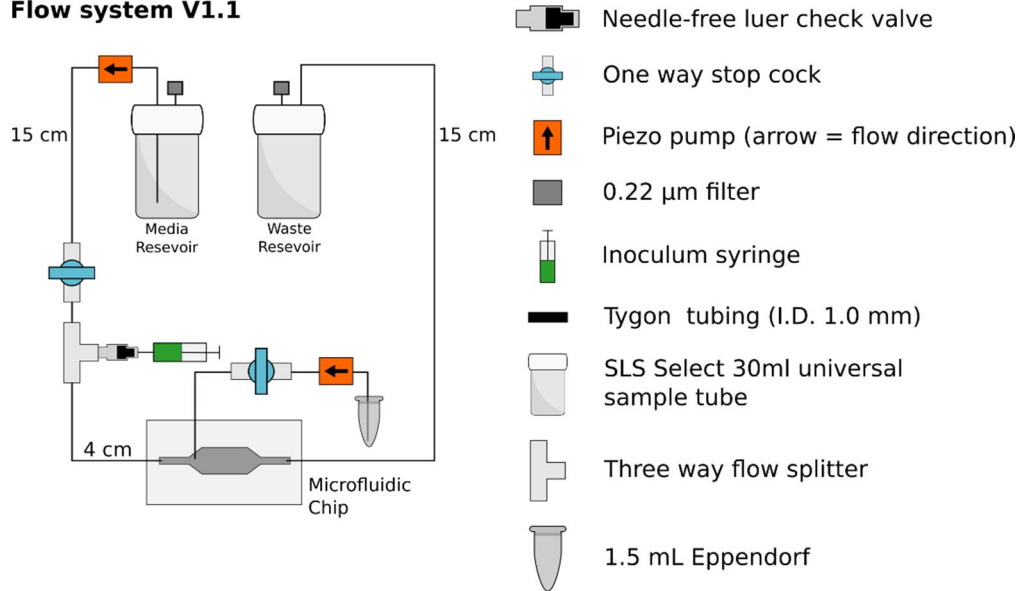 Flow system V1.1
15 cm
15 cm
Media
Resevoir
Waste
Resevoir
4 cm
Microfluidic
Chip
Needle-free luer check valve
One way stop cock
Piezo pump (arrow = flow direction)
0.22 µm filter
Inoculum syringe
Tygon  tubing (I.D. 1.0 mm)
SLS Select 30ml universal
sample tube
Three way flow splitter
1.5 mL Eppendorf